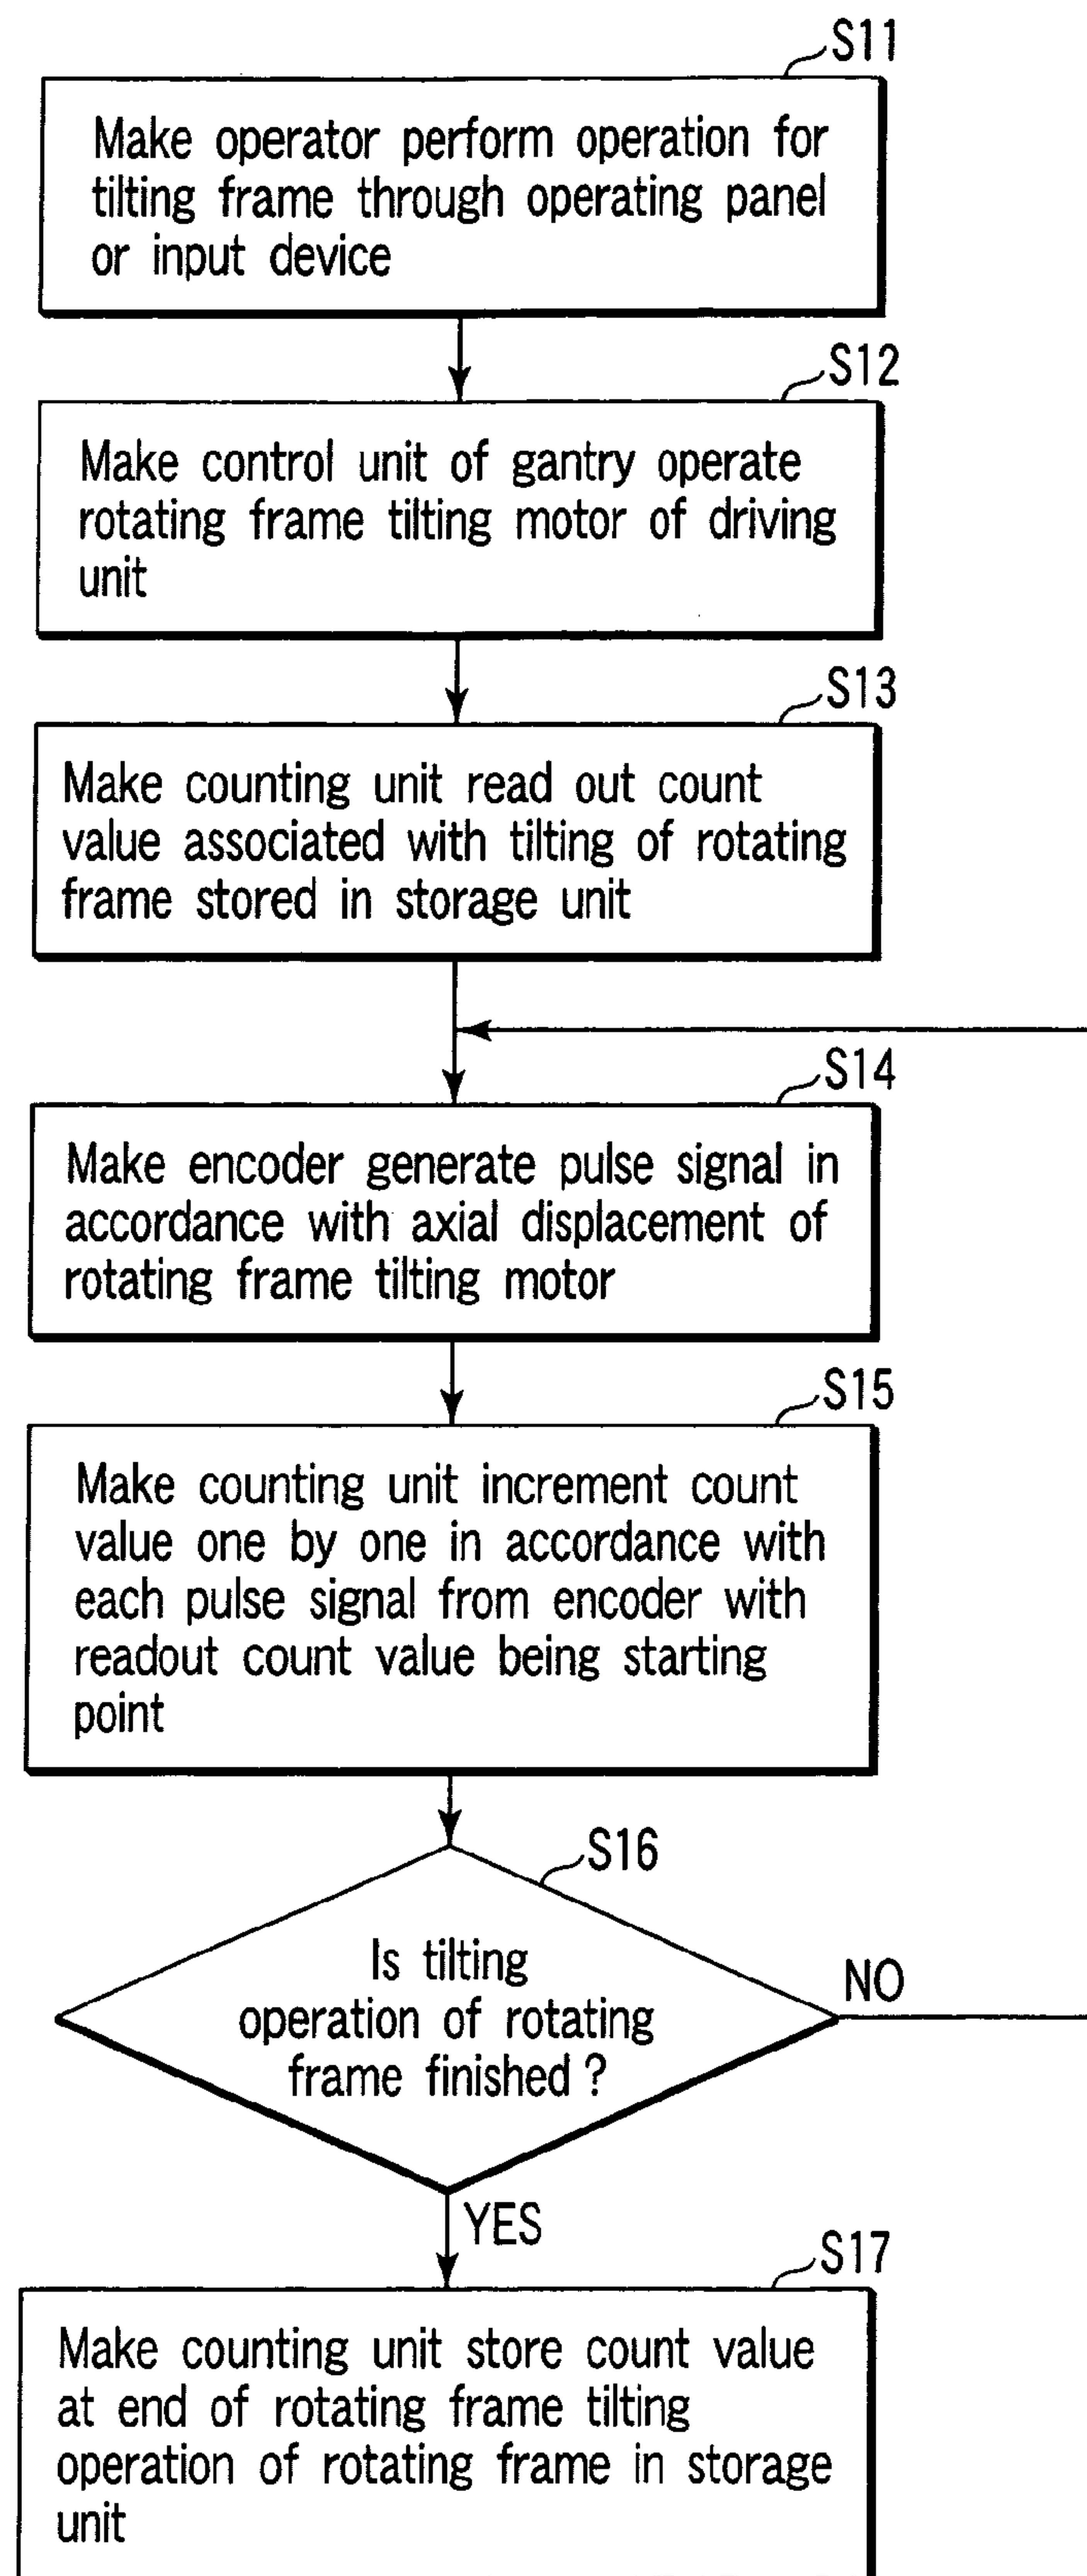 S11
Make operator perform operation for
tilting frame through operating panel
or input device
S12
Make control unit of gantry operate
rotating frame tilting motor of driving
unit
S13
Make counting unit read out count
value associated with tilting of rotating
frame stored in storage unit
S14
Make encoder generate pulse signal in
accordance with axial displacement of
rotating frame tilting motor
S15
Make counting unit increment count
value one by one in accordance with
each pulse signal from encoder with
readout count value being starting
point
S16
Is tilting
operation of rotating
frame finished ?
NO
YES
S17
Make counting unit store count value
at end of rotating frame tilting
operation of rotating frame in storage
unit